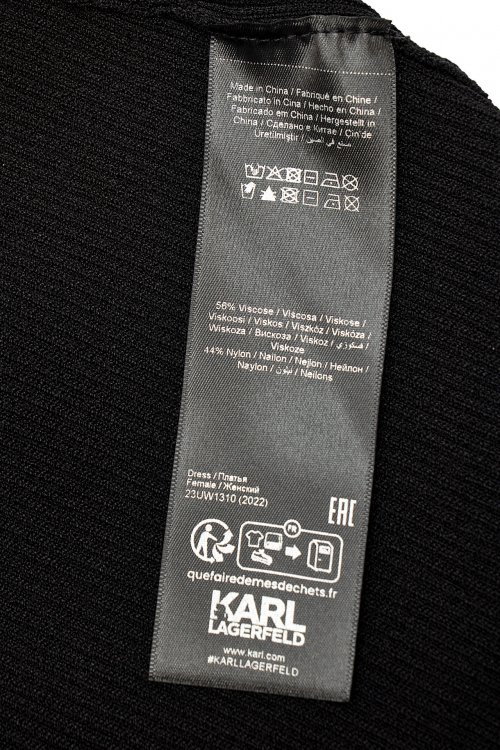 Made in China / Fabriqué en Chine /
Fabbricato in Cina / Hecho en China /
Fabricado em China / Hergestellt in
China / Сделано в Китае / Çin'de
Üretilmiştir / صنع في الصين
56% Viscose / Viscosa / Viskose /
Viskoosi / Viskos / Viszkóz / Viskóza /
Wiskoza / Вискоза / Viskoz / فسكوزي /
Viskoze
44% Nylon / Nailon / Nejlon / Нейлон /
Naylon / نيلون / Neilons
Dress / Платья
Female / Женский
23UW1310 (2022)
EAC
FR
quefairedemesdechets.fr
KARL
LAGERFELD
www.karl.com
#KARLLAGERFELD